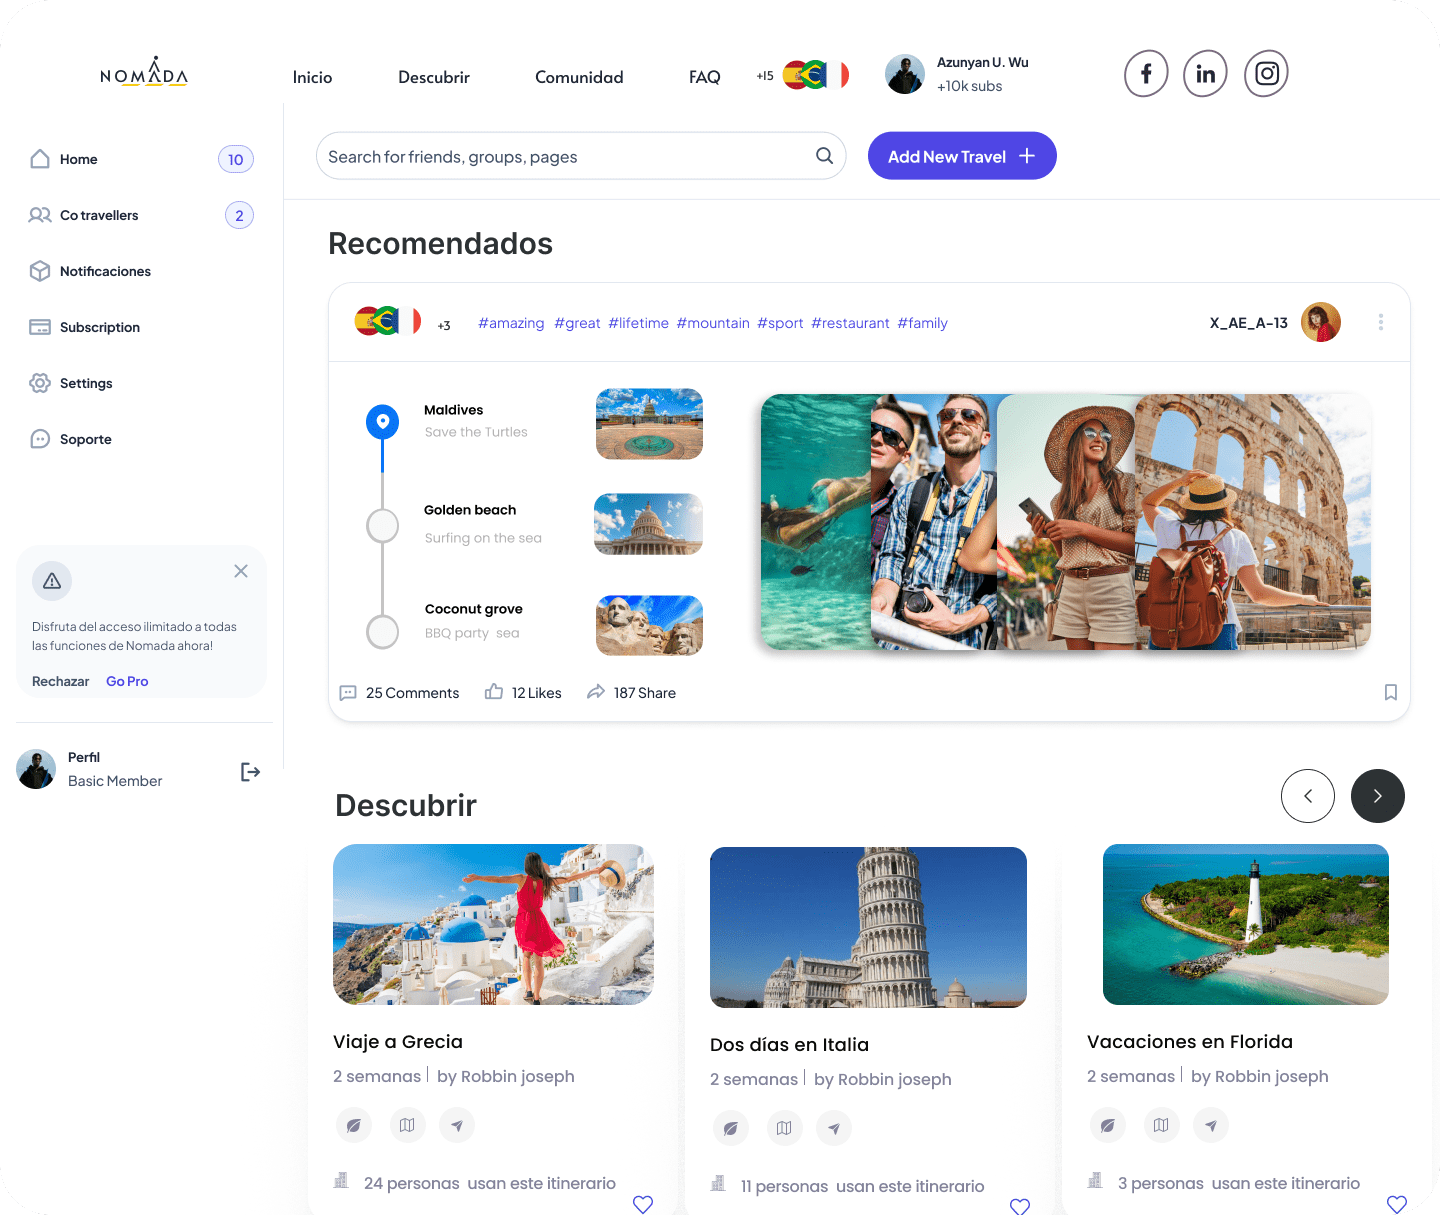 NOMADA
Inicio
Descubrir
Comunidad
FAQ
+15
Azunyan U. Wu
+10k subs
Home
10
Co travellers
2
Notificaciones
Subscription
Settings
Soporte
Disfruta del acceso ilimitado a todas
las funciones de Nomada ahora!
Rechazar Go Pro
Perfil
Basic Member
Search for friends, groups, pages
Add New Travel
Recomendados
+3
#amazing #great #lifetime #mountain #sport #restaurant #family
X_AE_A-13
Maldives
Save the Turtles
Golden beach
Surfing on the sea
Coconut grove
BBQ party sea
25 Comments
12 Likes
187 Share
Descubrir
Viaje a Grecia
2 semanas | by Robbin joseph
24 personas usan este itinerario
Dos días en Italia
2 semanas | by Robbin joseph
11 personas usan este itinerario
Vacaciones en Florida
2 semanas | by Robbin joseph
3 personas usan este itinerario